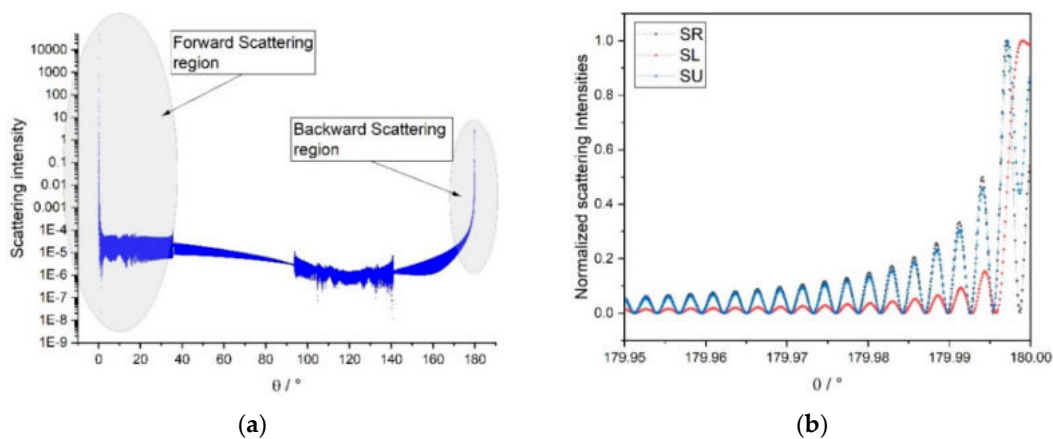 50000
10000
1000
100
10
1
0.1
0.01
0.001
1E-4
1E-5
1E-6
1E-7
1E-8
1E-9
Scattering intensity
Forward Scattering
region
Backward Scattering
region
0 20 40 60 80 100 120 140 160 180
θ / °
(a)
SR
SL
SU
1.0
0.8
0.6
0.4
0.2
0.0
Normalized scattering Intensities
179.95 179.96 179.97 179.98 179.99 180.00
θ / °
(b)